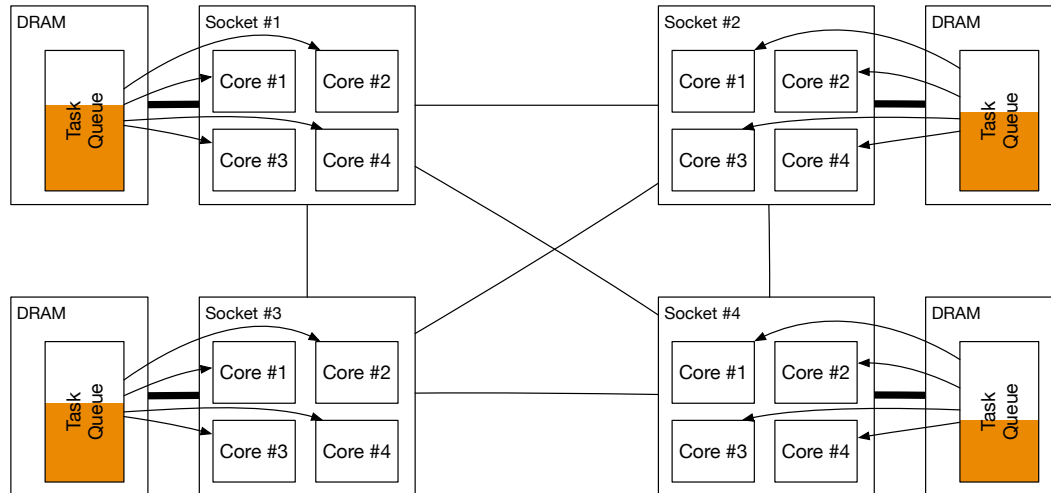 DRAM
Task
Queue
Socket #1
Core #1
Core #2
Core #3
Core #4
Socket #2
Core #1
Core #2
Core #3
Core #4
DRAM
Task
Queue
DRAM
Task
Queue
Socket #3
Core #1
Core #2
Core #3
Core #4
Socket #4
Core #1
Core #2
Core #3
Core #4
DRAM
Task
Queue